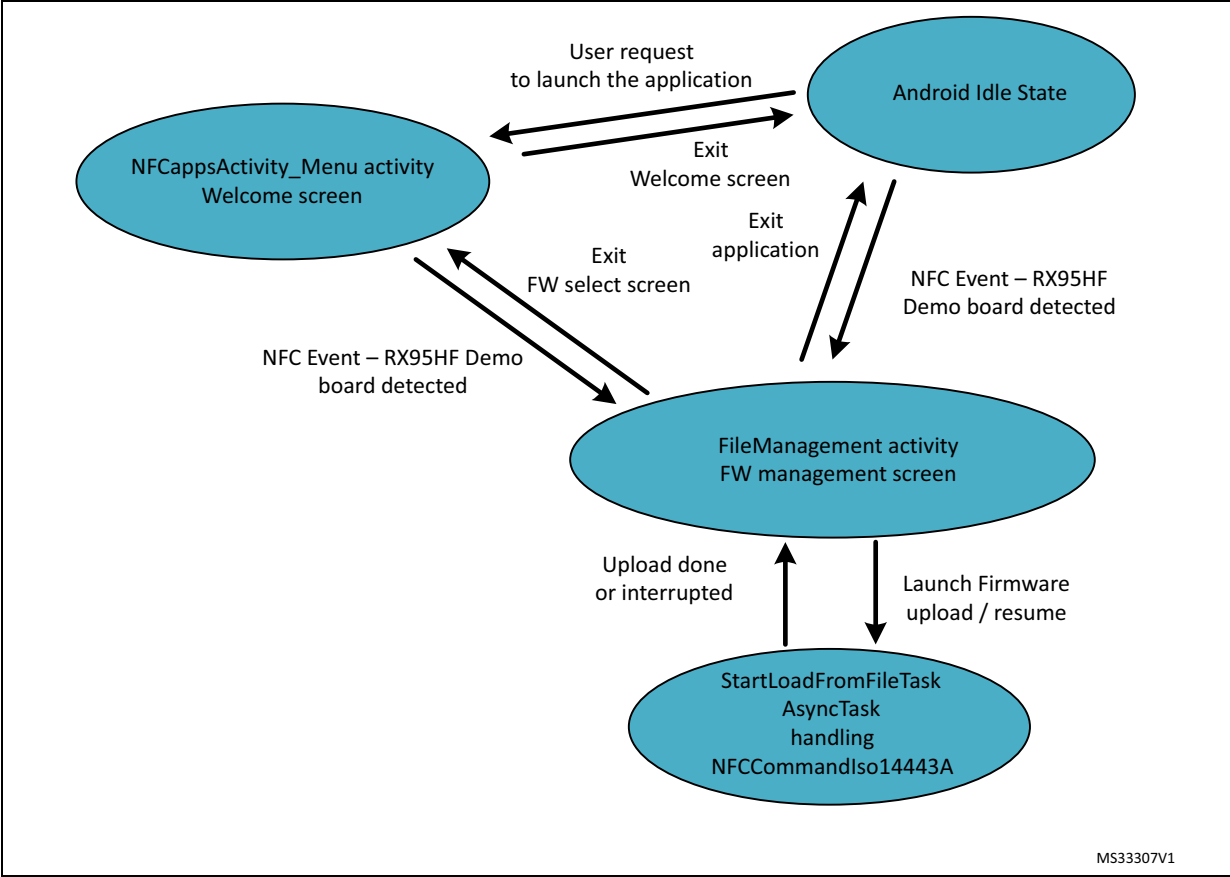 User request
to launch the application
Android Idle State
NFCappsActivity_Menu activity
Welcome screen
Exit
Welcome screen
Exit
application
Exit
FW select screen
NFC Event – RX95HF
Demo board detected
NFC Event – RX95HF Demo
board detected
FileManagement activity
FW management screen
Upload done
or interrupted
Launch Firmware
upload / resume
StartLoadFromFileTask
AsyncTask
handling
NFCCommandIso14443A
MS33307V1